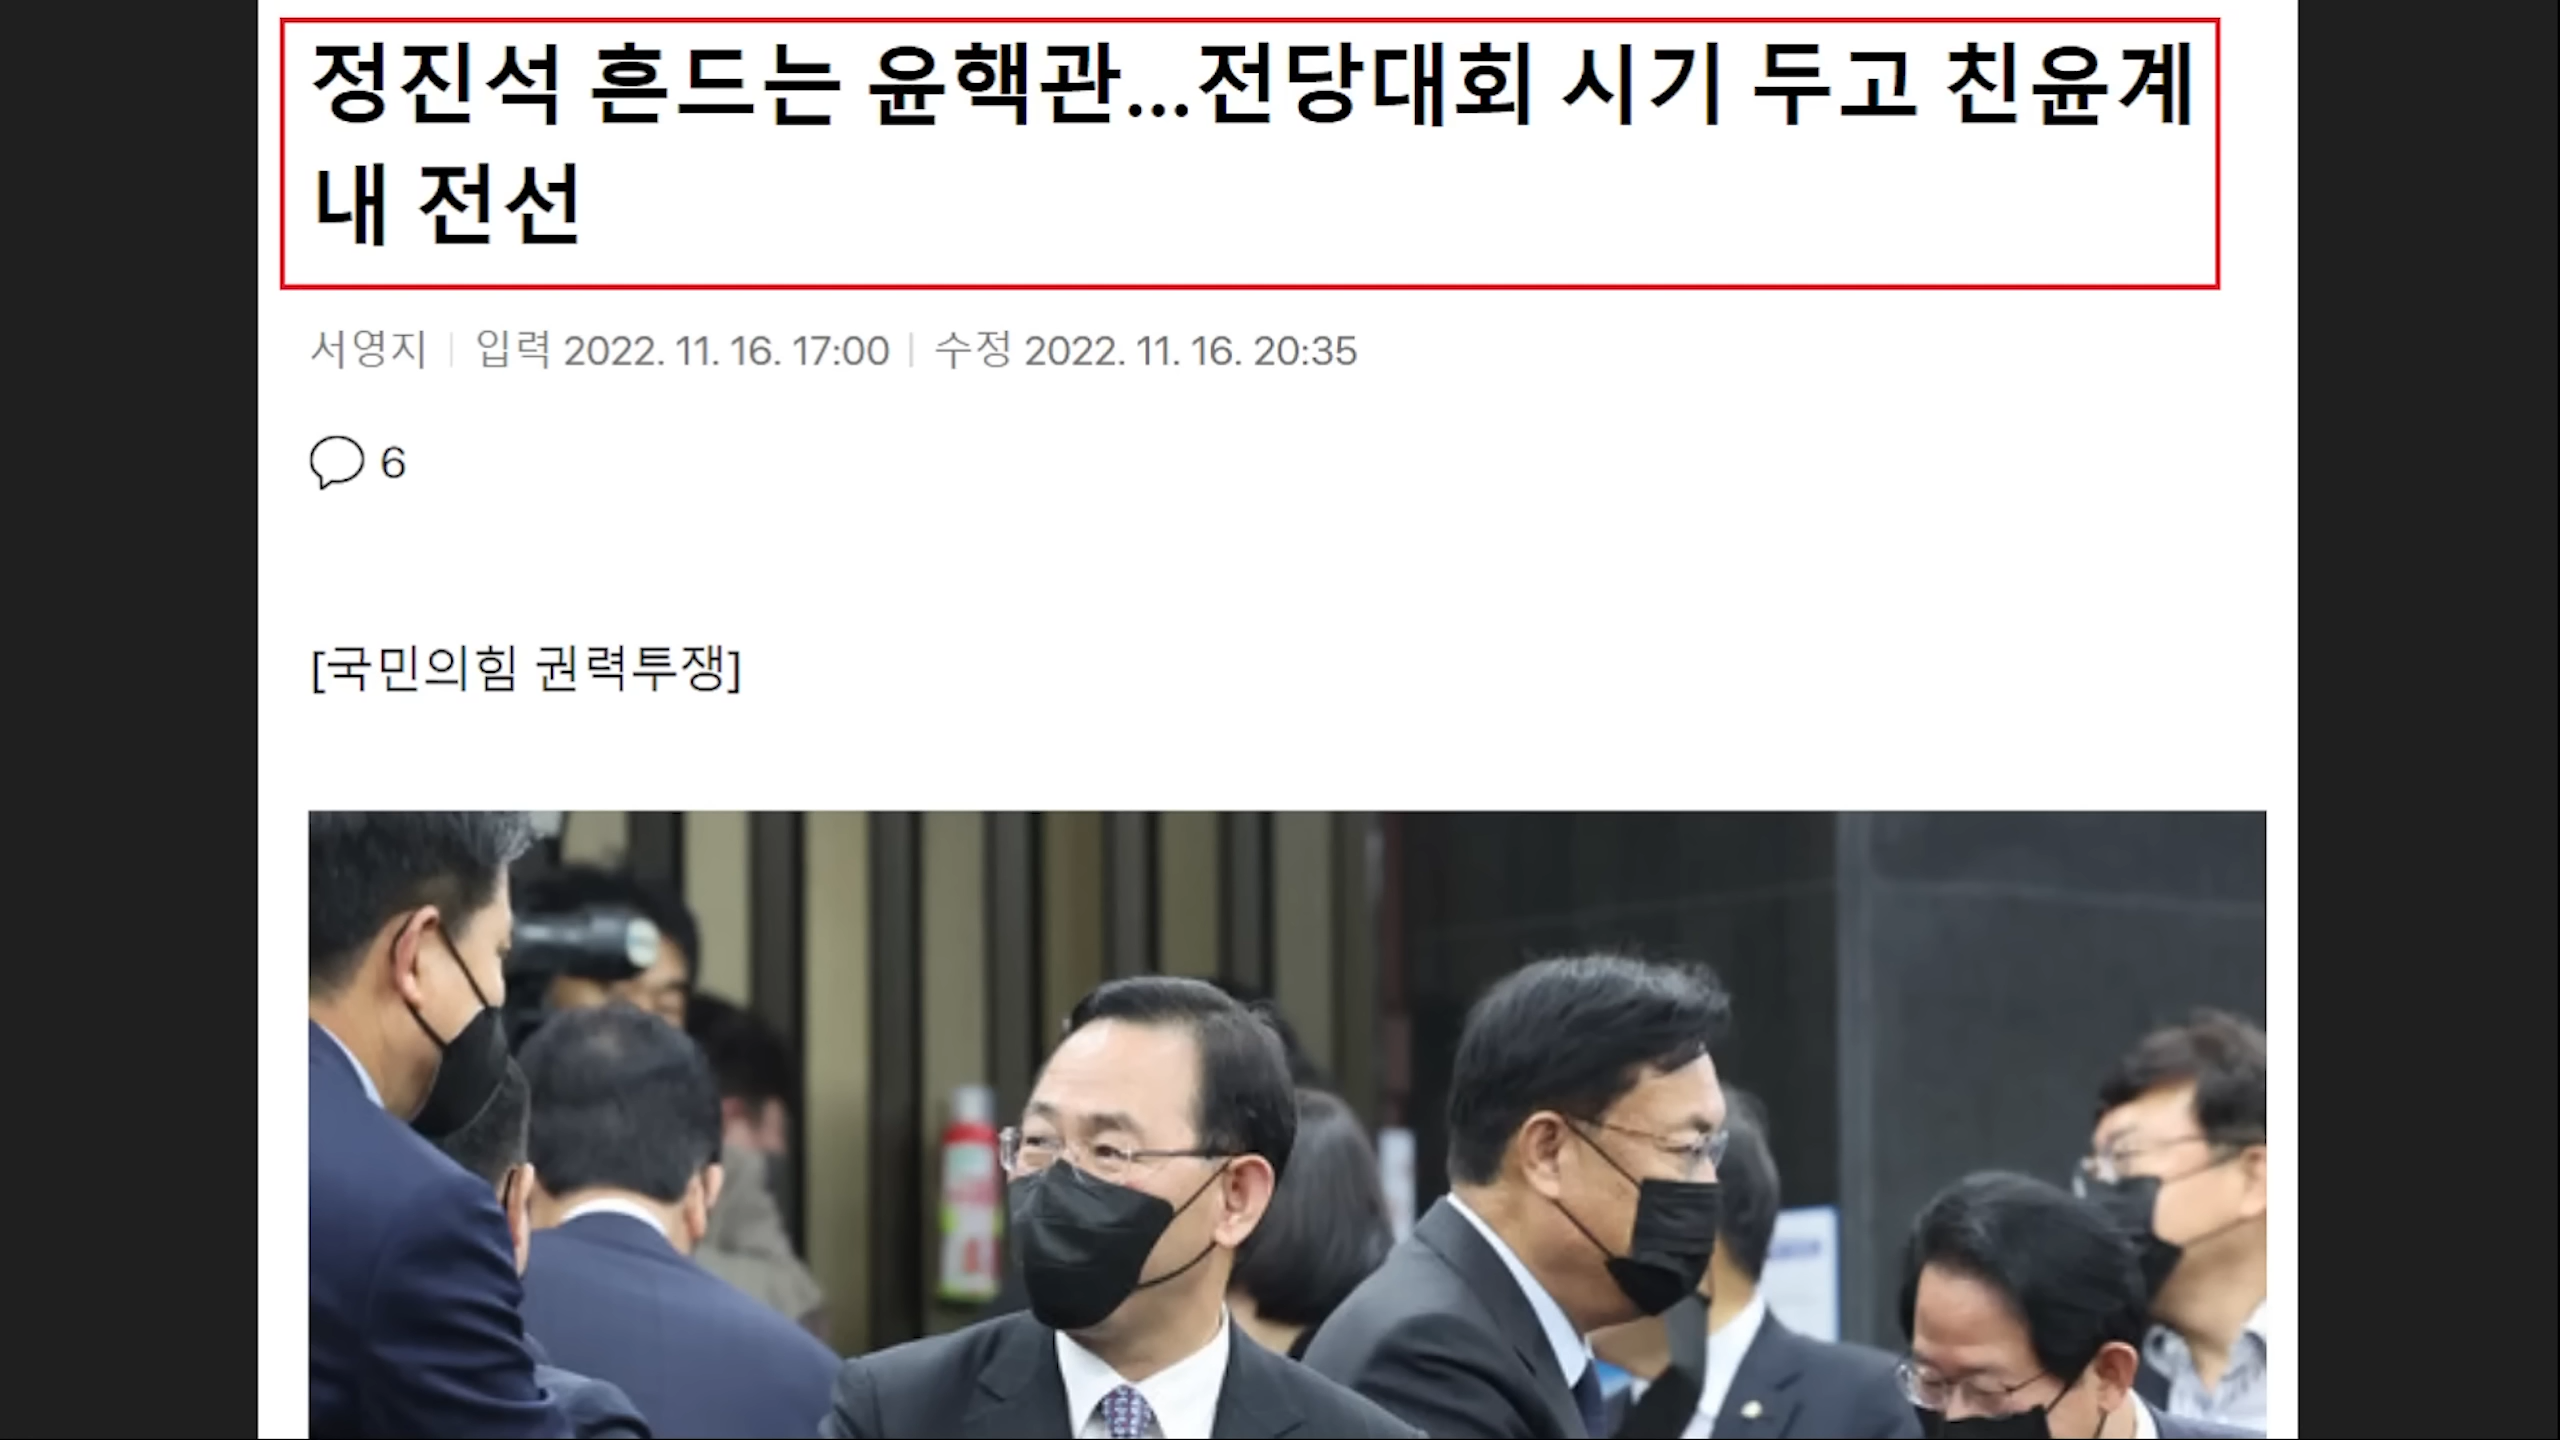 정진석 흔드는 윤핵관...전당대회 시기 두고 친윤계
내 전선
서영지 | 입력 2022. 11. 16. 17:00 | 수정 2022. 11. 16. 20:35
6
[국민의힘 권력투쟁]